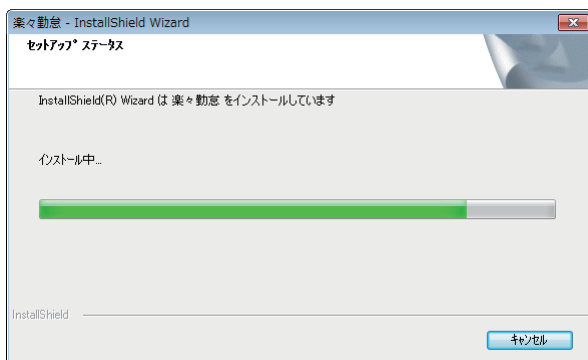 楽々勤怠 - InstallShield Wizard
ｾｯﾄｱｯﾌﾟ ｽﾃｰﾀｽ
InstallShield(R) Wizard は 楽々勤怠 をインストールしています
インストール中...
InstallShield
ｷｬﾝｾﾙ